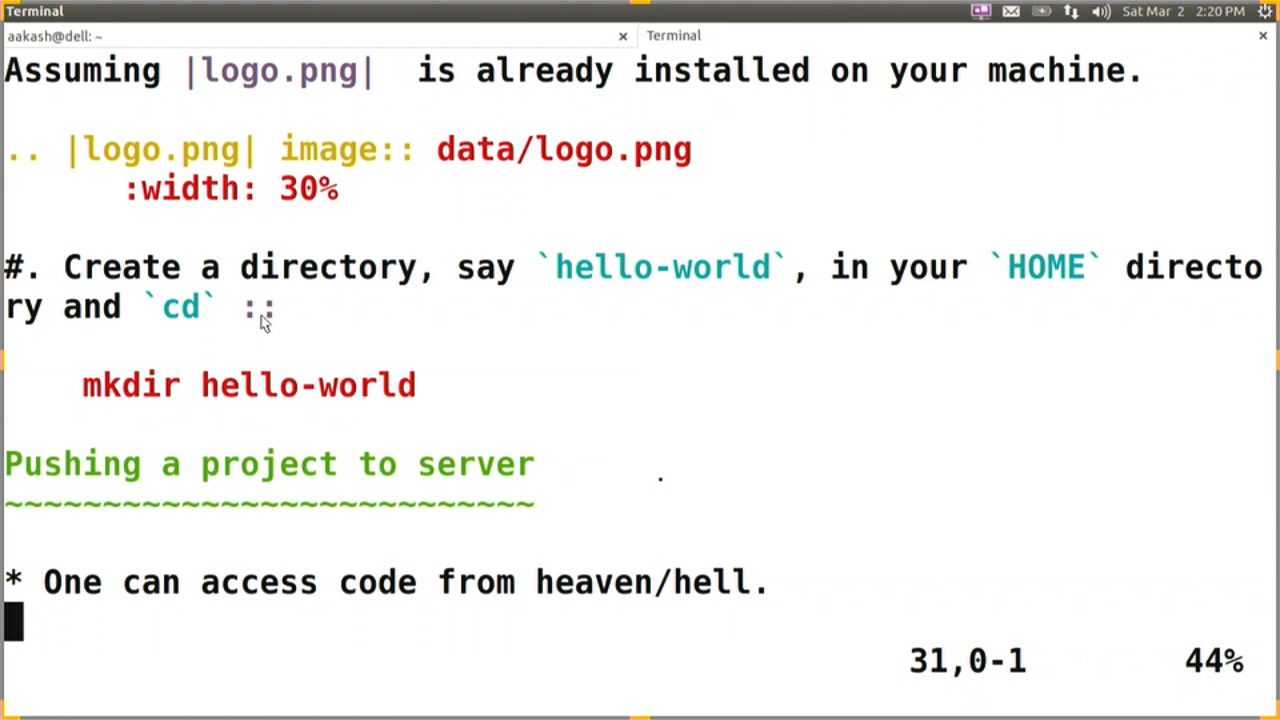 Terminal
Sat Mar 2 2:20 PM
aakash@dell: ~ × Terminal ×
Assuming |logo.png| is already installed on your machine.
.. |logo.png| image:: data/logo.png
:width: 30%
#. Create a directory, say `hello-world`, in your `HOME` directo
ry and `cd` ::
mkdir hello-world
Pushing a project to server
~~~~~~~~~~~~~~~~~~~~~~~~~~~
* One can access code from heaven/hell.
31,0-1 44%